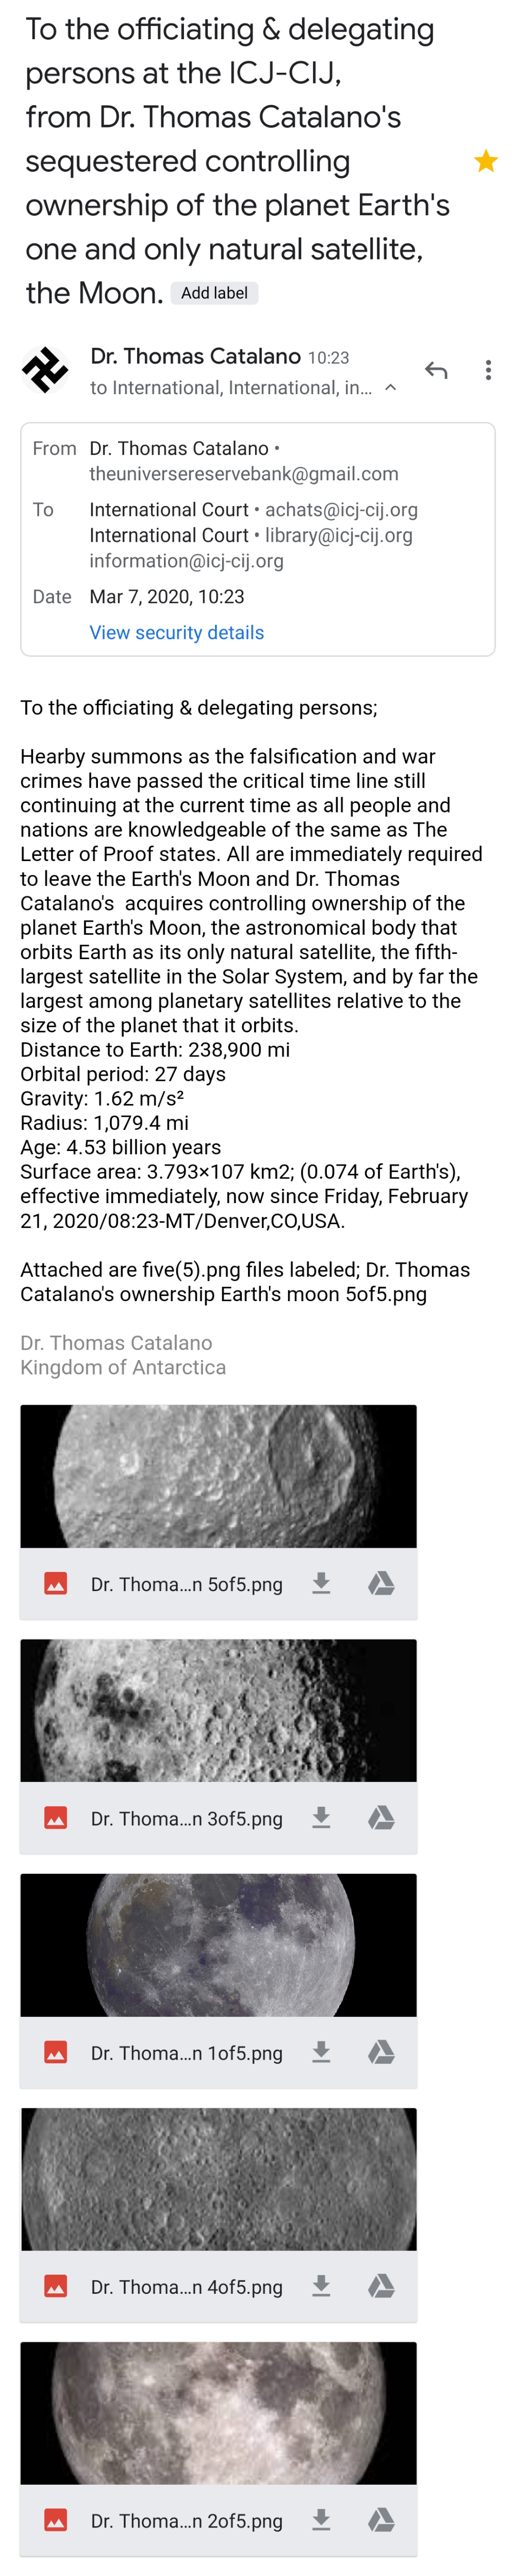 To the officiating & delegating
persons at the ICJ-CIJ,
from Dr. Thomas Catalano's
sequestered controlling
ownership of the planet Earth's
one and only natural satellite,
the Moon. Add label
Dr. Thomas Catalano 10:23
to International, International, in...
From Dr. Thomas Catalano •
theuniversereservebank@gmail.com
To International Court • achats@icj-cij.org
International Court • library@icj-cij.org
information@icj-cij.org
Date Mar 7, 2020, 10:23
View security details
To the officiating & delegating persons;
Hearby summons as the falsification and war
crimes have passed the critical time line still
continuing at the current time as all people and
nations are knowledgeable of the same as The
Letter of Proof states. All are immediately required
to leave the Earth's Moon and Dr. Thomas
Catalano's  acquires controlling ownership of the
planet Earth's Moon, the astronomical body that
orbits Earth as its only natural satellite, the fifth-
largest satellite in the Solar System, and by far the
largest among planetary satellites relative to the
size of the planet that it orbits.
Distance to Earth: 238,900 mi
Orbital period: 27 days
Gravity: 1.62 m/s²
Radius: 1,079.4 mi
Age: 4.53 billion years
Surface area: 3.793×107 km2; (0.074 of Earth's),
effective immediately, now since Friday, February
21, 2020/08:23-MT/Denver,CO,USA.
Attached are five(5).png files labeled; Dr. Thomas
Catalano's ownership Earth's moon 5of5.png
Dr. Thomas Catalano
Kingdom of Antarctica
Dr. Thoma...n 5of5.png
Dr. Thoma...n 3of5.png
Dr. Thoma...n 1of5.png
Dr. Thoma...n 4of5.png
Dr. Thoma...n 2of5.png